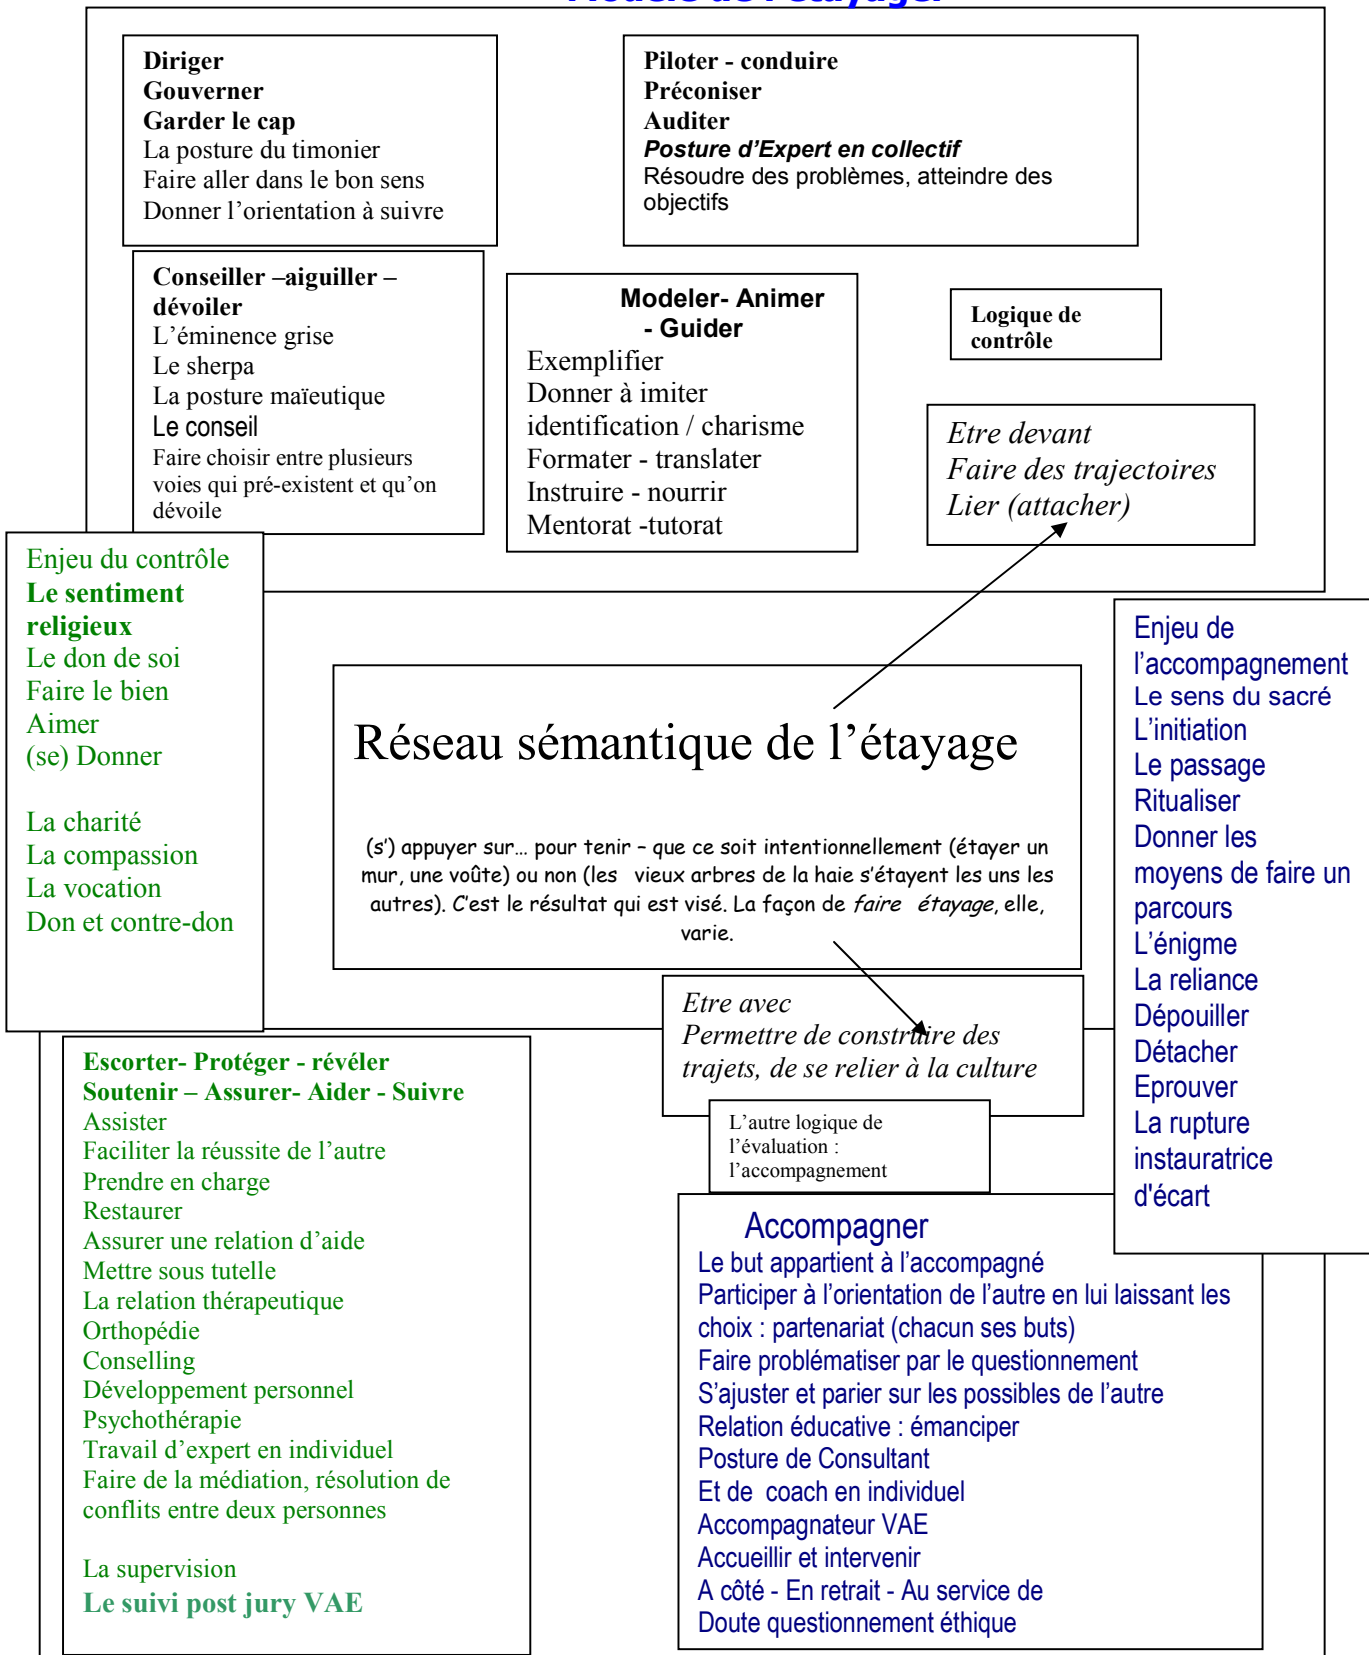 Diriger
Gouverner
Garder le cap
La posture du timonier
Faire aller dans le bon sens
Donner l’orientation à suivre
Piloter - conduire
Préconiser
Auditer
Posture d’Expert en collectif
Résoudre des problèmes, atteindre des
objectifs
Conseiller –aiguiller –
dévoiler
L’éminence grise
Le sherpa
La posture maïeutique
Le conseil
Faire choisir entre plusieurs
voies qui pré-existent et qu’on
dévoile
Modeler- Animer
- Guider
Exemplifier
Donner à imiter
identification / charisme
Formater - translater
Instruire - nourrir
Mentorat -tutorat
Logique de
contrôle
Etre devant
Faire des trajectoires
Lier (attacher)
Enjeu du contrôle
Le sentiment
religieux
Le don de soi
Faire le bien
Aimer
(se) Donner
La charité
La compassion
La vocation
Don et contre-don
Réseau sémantique de l’étayage
(s’) appuyer sur… pour tenir – que ce soit intentionnellement (étayer un
mur, une voûte) ou non (les vieux arbres de la haie s’étayent les uns les
autres). C’est le résultat qui est visé. La façon de faire étayage, elle,
varie.
Enjeu de
l’accompagnement
Le sens du sacré
L’initiation
Le passage
Ritualiser
Donner les
moyens de faire un
parcours
L’énigme
La reliance
Dépouiller
Détacher
Eprouver
La rupture
instauratrice
d'écart
Etre avec
Permettre de construire des
trajets, de se relier à la culture
L’autre logique de
l’évaluation :
l’accompagnement
Escorter- Protéger - révéler
Soutenir – Assurer- Aider - Suivre
Assister
Faciliter la réussite de l’autre
Prendre en charge
Restaurer
Assurer une relation d’aide
Mettre sous tutelle
La relation thérapeutique
Orthopédie
Conselling
Développement personnel
Psychothérapie
Travail d’expert en individuel
Faire de la médiation, résolution de
conflits entre deux personnes
La supervision
Le suivi post jury VAE
Accompagner
Le but appartient à l’accompagné
Participer à l’orientation de l’autre en lui laissant les
choix : partenariat (chacun ses buts)
Faire problématiser par le questionnement
S’ajuster et parier sur les possibles de l’autre
Relation éducative : émanciper
Posture de Consultant
Et de coach en individuel
Accompagnateur VAE
Accueillir et intervenir
A côté - En retrait - Au service de
Doute questionnement éthique